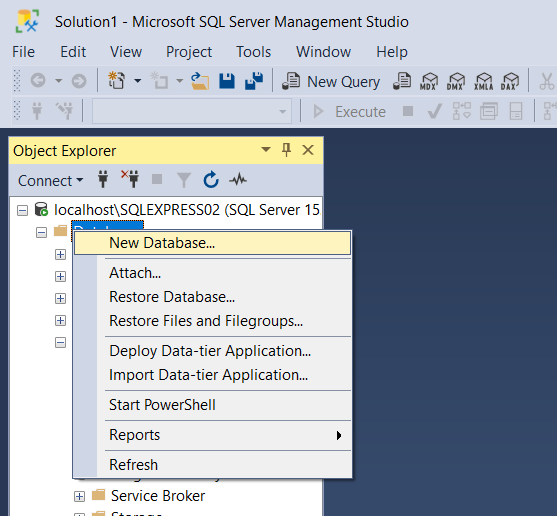 Solution1 - Microsoft SQL Server Management Studio
File Edit View Project Tools Window Help
New Query MDX DMX XMLA DAX
Execute
Object Explorer
Connect
localhost\SQLEXPRESS02 (SQL Server 15
New Database...
Attach...
Restore Database...
Restore Files and Filegroups...
Deploy Data-tier Application...
Import Data-tier Application...
Start PowerShell
Reports
Refresh
Service Broker
Storage